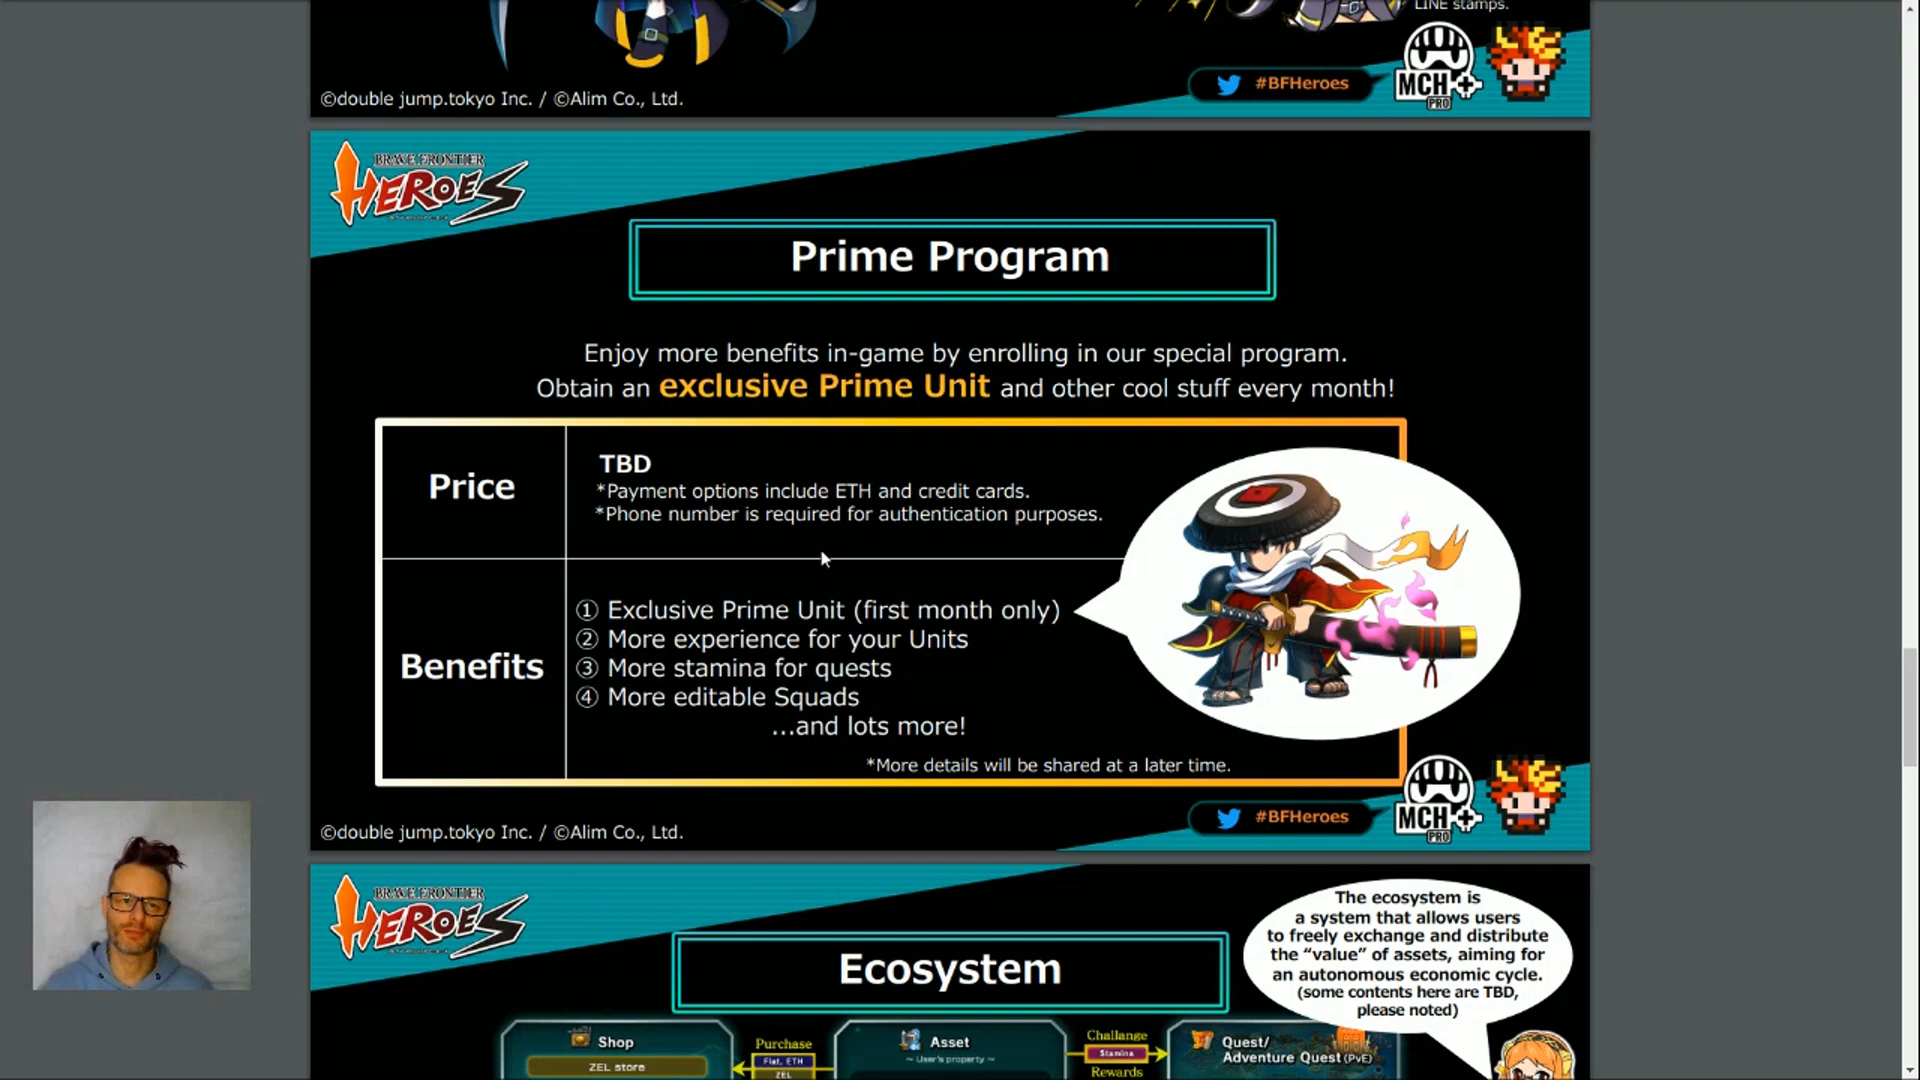 LINE stamps.
#BFHeroes
MCH+
PRO
©double jump.tokyo Inc. / ©Alim Co., Ltd.
BRAVE FRONTIER
HEROES
Prime Program
Enjoy more benefits in-game by enrolling in our special program.
Obtain an exclusive Prime Unit and other cool stuff every month!
Price
TBD
*Payment options include ETH and credit cards.
*Phone number is required for authentication purposes.
Benefits
① Exclusive Prime Unit (first month only)
② More experience for your Units
③ More stamina for quests
④ More editable Squads
...and lots more!
*More details will be shared at a later time.
#BFHeroes
MCH+
PRO
©double jump.tokyo Inc. / ©Alim Co., Ltd.
BRAVE FRONTIER
HEROES
Ecosystem
The ecosystem is
a system that allows users
to freely exchange and distribute
the “value” of assets, aiming for
an autonomous economic cycle.
(some contents here are TBD,
please noted)
Shop
ZEL store
Purchase
Fiat, ETH
ZEL
Asset
~ User's property ~
Challange
Stamina
Rewards
Quest/
Adventure Quest (PvE)